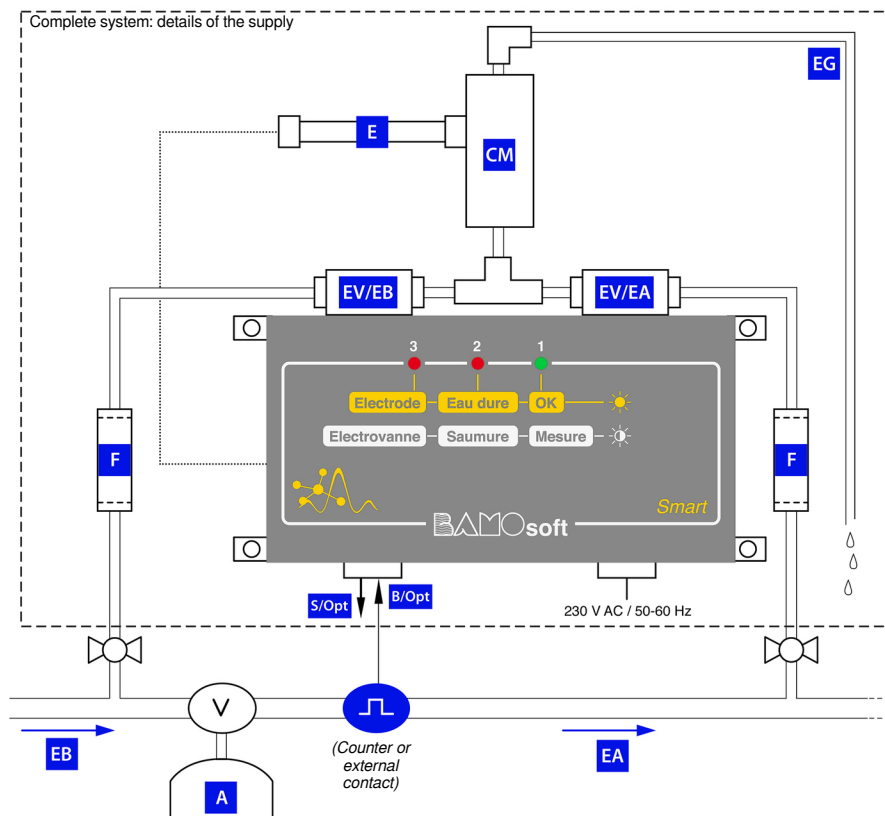 Complete system: details of the supply
EG
E
CM
EV/EB
EV/EA
3
2
1
Electrode
Eau dure
OK
Electrovanne
Saumure
Mesure
F
F
Smart
BAMOsoft
S/Opt
B/Opt
230 V AC / 50-60 Hz
V
EB
(Counter or
external
contact)
EA
A